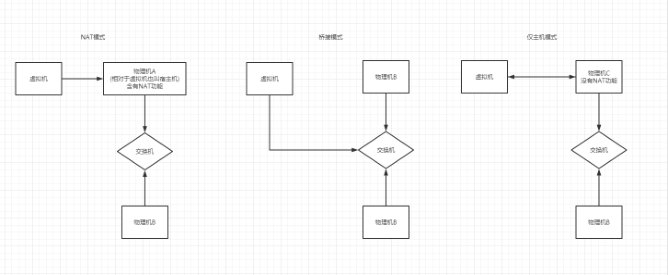 NAT模式
虚拟机
物理机A
(相对于虚拟机也叫宿主机)
含有NAT功能
交换机
物理机B
桥接模式
虚拟机
物理机B
交换机
物理机B
仅主机模式
虚拟机
物理机C
没有NAT功能
交换机
物理机B